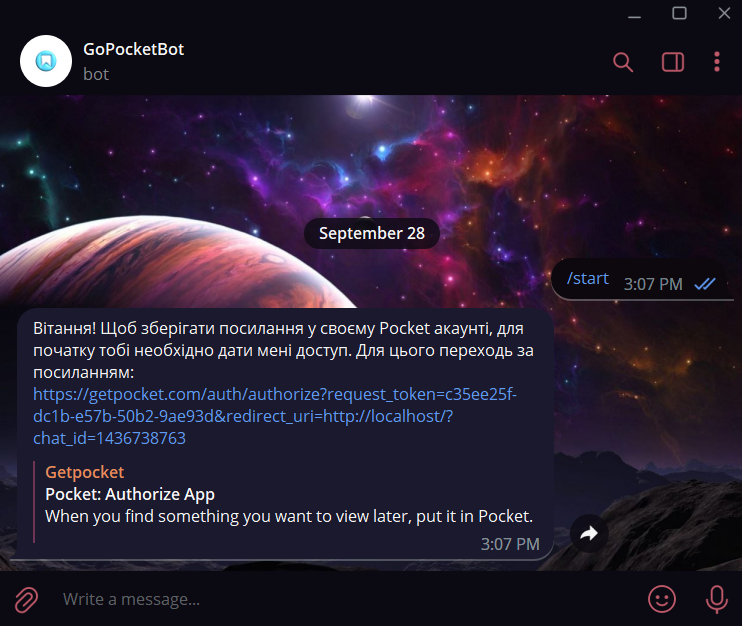 GoPocketBot
bot
September 28
/start 3:07 PM
Вітання! Щоб зберігати посилання у своєму Pocket акаунті, для
початку тобі необхідно дати мені доступ. Для цього переходь за
посиланням:
https://getpocket.com/auth/authorize?request_token=c35ee25f-
dc1b-e57b-50b2-9ae93d&redirect_uri=http://localhost/?
chat_id=1436738763
Getpocket
Pocket: Authorize App
When you find something you want to view later, put it in Pocket.
3:07 PM
Write a message...